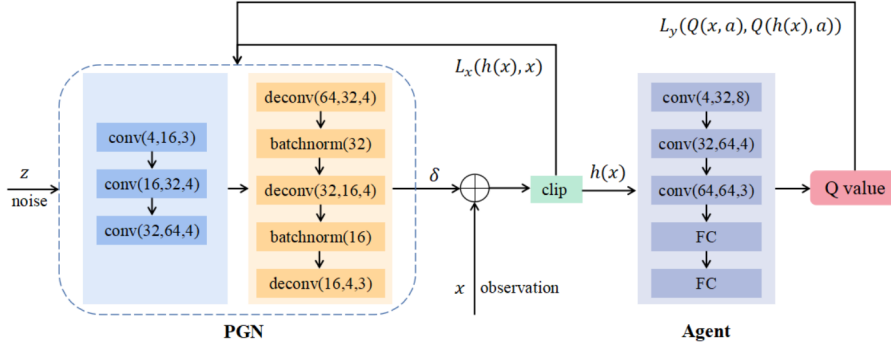 L_y(Q(x, a), Q(h(x), a))
L_x(h(x), x)
z
noise
conv(4,16,3)
conv(16,32,4)
conv(32,64,4)
deconv(64,32,4)
batchnorm(32)
deconv(32,16,4)
batchnorm(16)
deconv(16,4,3)
PGN
δ
x observation
clip
h(x)
conv(4,32,8)
conv(32,64,4)
conv(64,64,3)
FC
FC
Agent
Q value